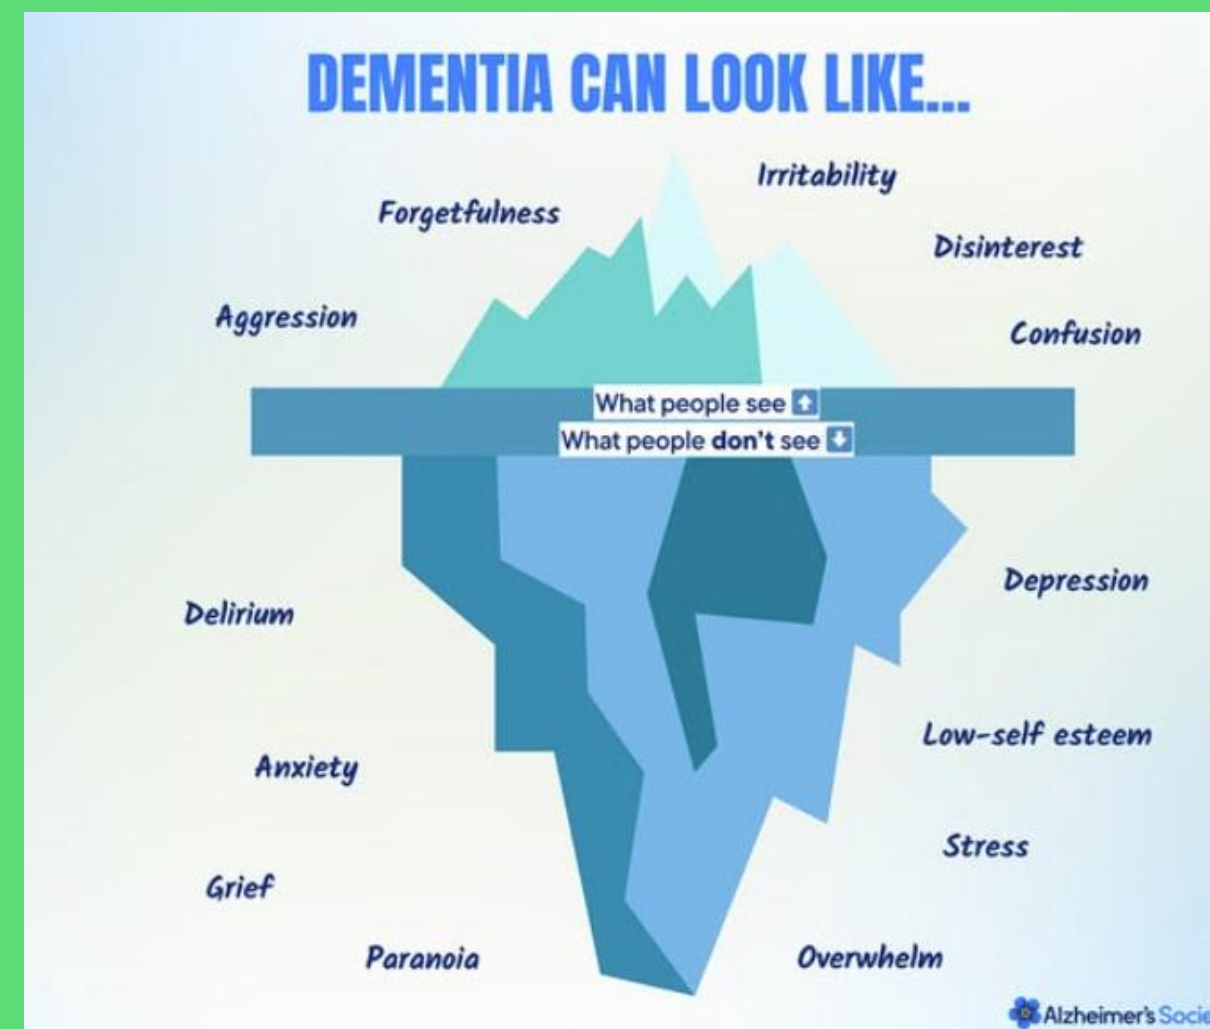 DEMENTIA CAN LOOK LIKE...
Irritability
Forgetfulness
Disinterest
Aggression
Confusion
What people see ⬆
What people don't see ⬇
Depression
Delirium
Low-self esteem
Anxiety
Stress
Grief
Paranoia
Overwhelm
Alzheimer's Socie